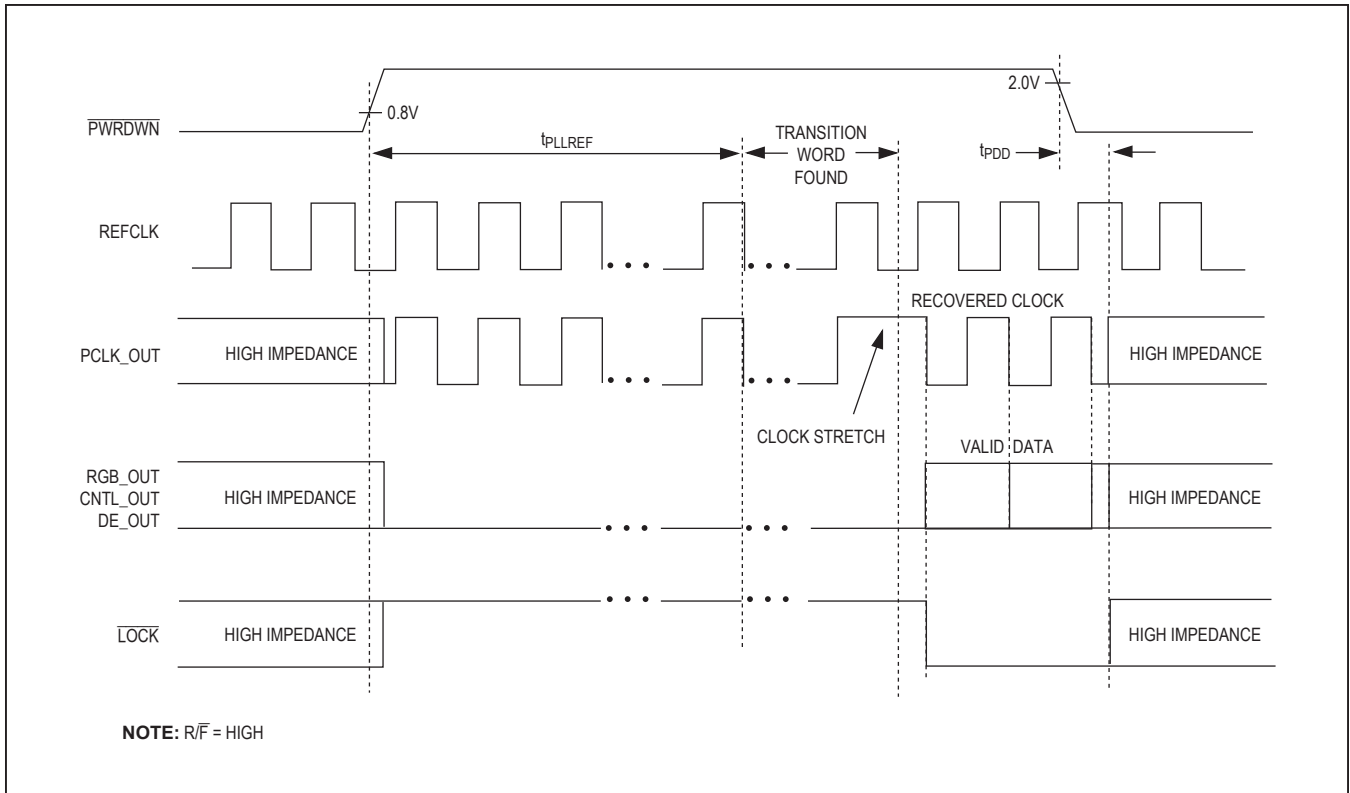 2.0V
0.8V
PWRDWN
tPLLREF
TRANSITION
WORD
FOUND
tPDD
REFCLK
RECOVERED CLOCK
PCLK_OUT
HIGH IMPEDANCE
HIGH IMPEDANCE
CLOCK STRETCH
VALID DATA
RGB_OUT
CNTL_OUT
DE_OUT
HIGH IMPEDANCE
HIGH IMPEDANCE
LOCK
HIGH IMPEDANCE
HIGH IMPEDANCE
NOTE: R/F̅ = HIGH